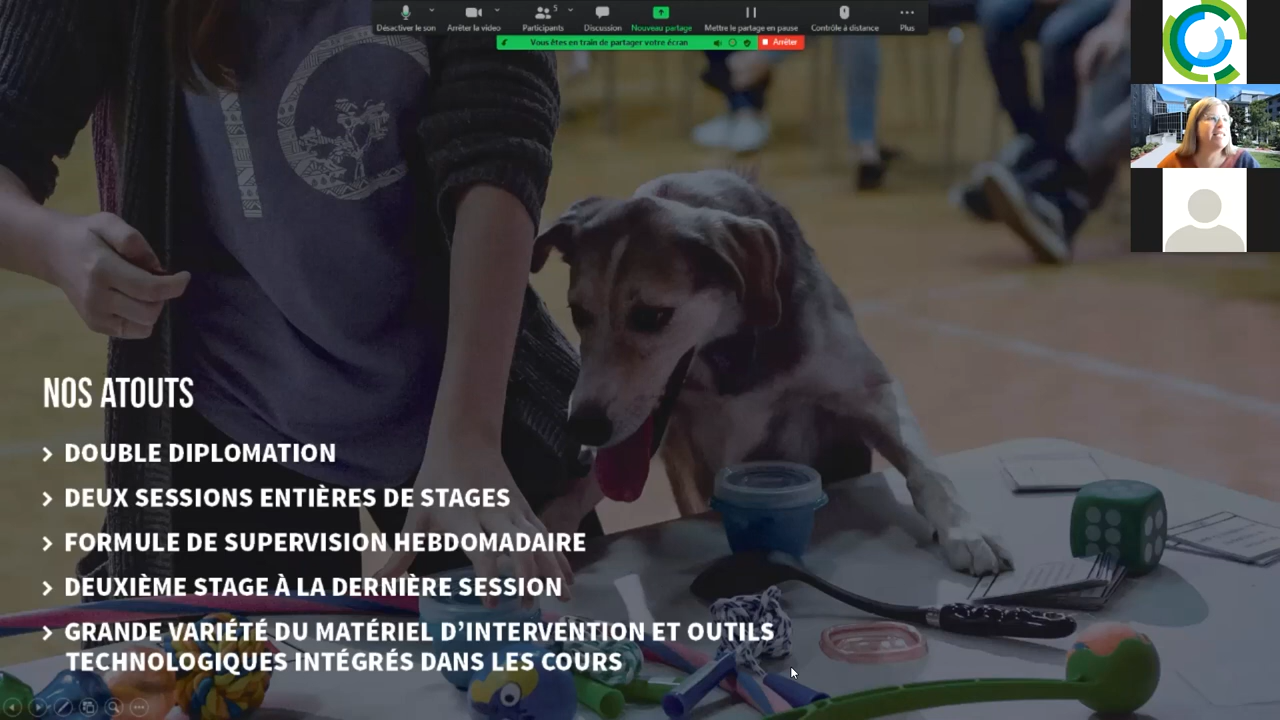 5
Désactiver le son
Arrêter la vidéo
Participants
Discussion
Nouveau partage
Mettre le partage en pause
Contrôle à distance
Plus
Vous êtes en train de partager votre écran
Arrêter
NOS ATOUTS
DOUBLE DIPLOMATION
DEUX SESSIONS ENTIÈRES DE STAGES
FORMULE DE SUPERVISION HEBDOMADAIRE
DEUXIÈME STAGE À LA DERNIÈRE SESSION
GRANDE VARIÉTÉ DU MATÉRIEL D'INTERVENTION ET OUTILS
TECHNOLOGIQUES INTÉGRÉS DANS LES COURS